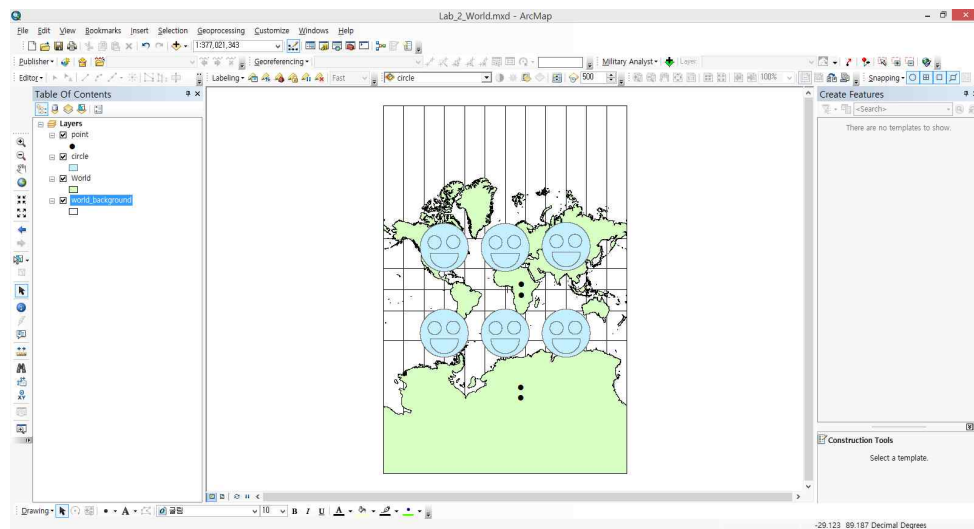 Lab_2_World.mxd - ArcMap
File Edit View Bookmarks Insert Selection Geoprocessing Customize Windows Help
1:377,021,343
Publisher Georeferencing Military Analyst Layer:
Editor Labeling Fast circle 500 100% Snapping
Table Of Contents
Layers
point
circle
World
world_background
Create Features
<Search>
There are no templates to show.
Construction Tools
Select a template.
Drawing A 굴림 10 B I U A
-29.123 89.187 Decimal Degrees